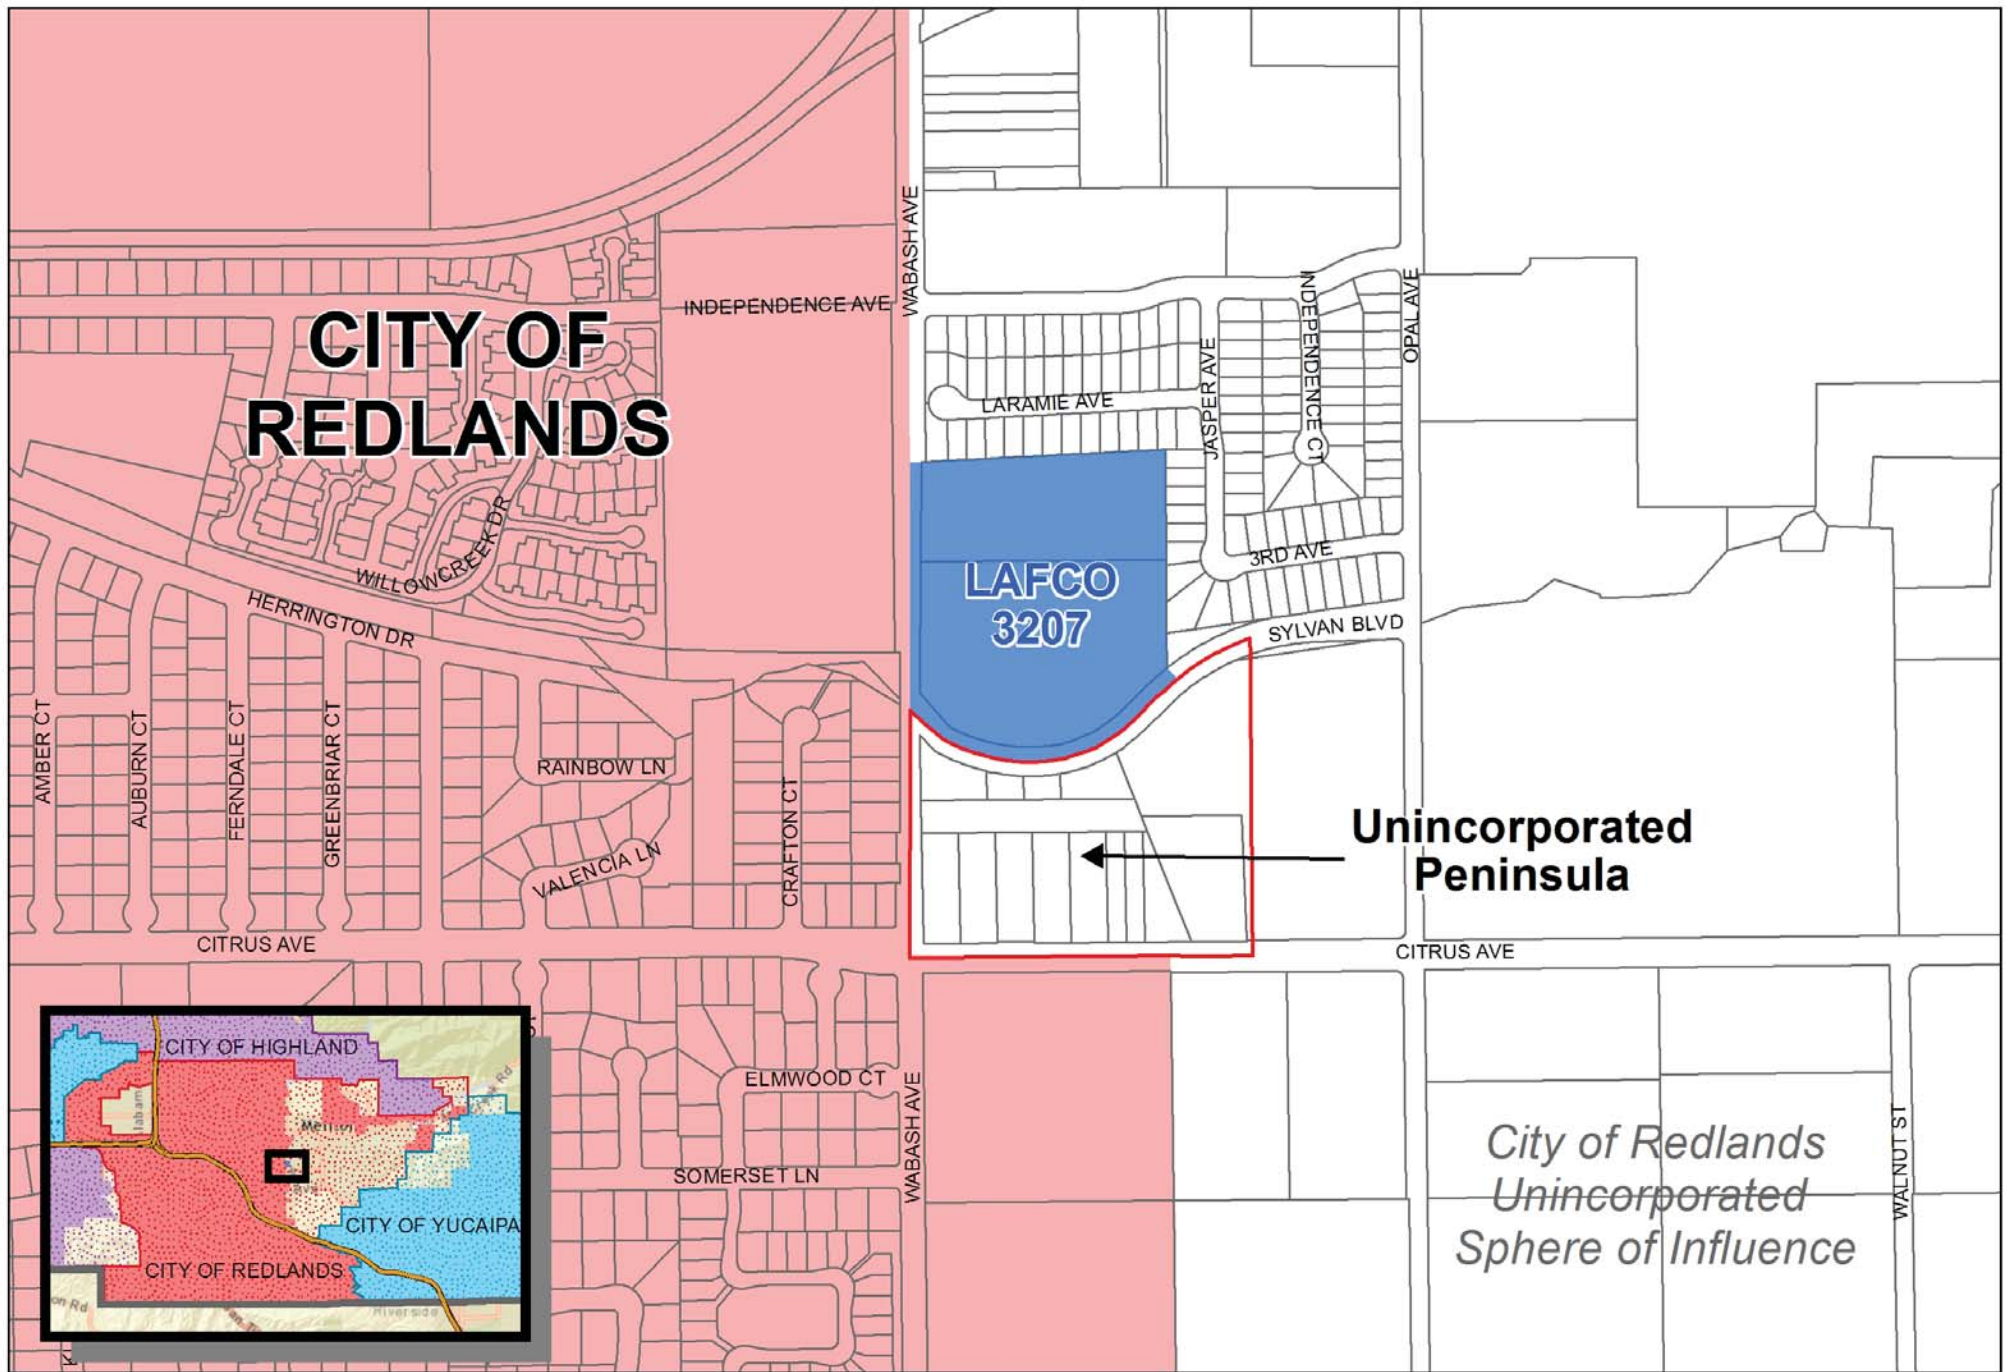 WABASH AVE
INDEPENDENCE AVE
CITY OF
REDLANDS
INDEPENDENCE CT
OPAL AVE
JASPER AVE
LARAMIE AVE
WILLOWCREEK DR
3RD AVE
LAFCO
3207
HERRINGTON DR
SYLVAN BLVD
AMBER CT
AUBURN CT
FERNDALE CT
GREENBRIAR CT
RAINBOW LN
VALENCIA LN
CRAFTON CT
Unincorporated
Peninsula
CITRUS AVE
CITRUS AVE
CITY OF HIGHLAND
CITY OF YUCAIPA
CITY OF REDLANDS
on Rd
Riverside
ELMWOOD CT
WABASH AVE
SOMERSET LN
City of Redlands
Unincorporated
Sphere of Influence
WALNUT ST